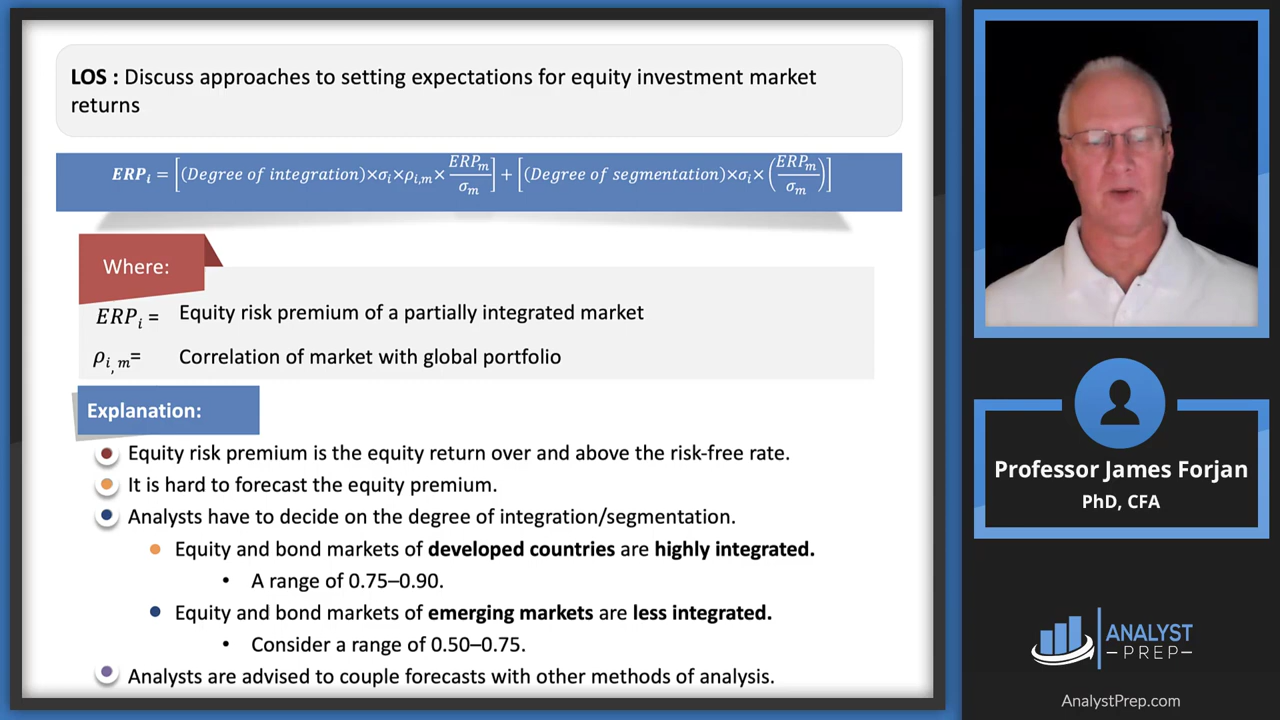 LOS : Discuss approaches to setting expectations for equity investment market
returns
ERPᵢ = [(Degree of integration)×σᵢ×ρᵢ,ₘ× ERPₘ/σₘ] + [(Degree of segmentation)×σᵢ× (ERPₘ/σₘ)]
Where:
ERPᵢ = Equity risk premium of a partially integrated market
ρᵢ,ₘ= Correlation of market with global portfolio
Explanation:
Equity risk premium is the equity return over and above the risk-free rate.
It is hard to forecast the equity premium.
Analysts have to decide on the degree of integration/segmentation.
Equity and bond markets of developed countries are highly integrated.
• A range of 0.75–0.90.
Equity and bond markets of emerging markets are less integrated.
• Consider a range of 0.50–0.75.
Analysts are advised to couple forecasts with other methods of analysis.
Professor James Forjan
PhD, CFA
ANALYST
– PREP –
AnalystPrep.com